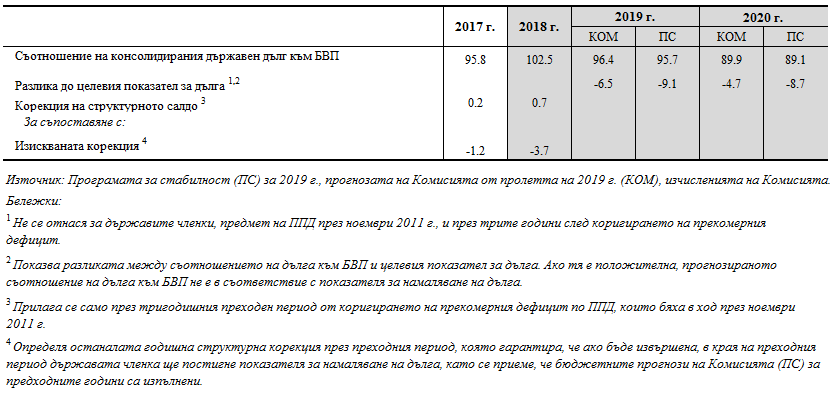 2017 г. 2018 г. 2019 г. 2020 г.
КОМ ПС КОМ ПС
Съотношение на консолидирания държавен дълг към БВП 95.8 102.5 96.4 95.7 89.9 89.1
Разлика до целевия показател за дълга 1,2 -6.5 -9.1 -4.7 -8.7
Корекция на структурното салдо 3 0.2 0.7
За съпоставяне с:
Изискваната корекция 4 -1.2 -3.7
Източник: Програмата за стабилност (ПС) за 2019 г., прогнозата на Комисията от пролетта на 2019 г. (КОМ), изчисленията на Комисията.
Бележки:
1 Не се отнася за държавите членки, предмет на ППД през ноември 2011 г., и през трите години след коригирането на прекомерния
дефицит.
2 Показва разликата между съотношението на дълга към БВП и целевия показател за дълга. Ако тя е положителна, прогнозираното
съотношение на дълга към БВП не е в съответствие с показателя за намаляване на дълга.
3 Прилага се само през тригодишния преходен период от коригирането на прекомерния дефицит по ППД, които бяха в ход през ноември
2011 г.
4 Определя останалата годишна структурна корекция през преходния период, която гарантира, че ако бъде извършена, в края на преходния
период държавата членка ще постигне показателя за намаляване на дълга, като се приеме, че бюджетните прогнози на Комисията (ПС) за
предходните години са изпълнени.